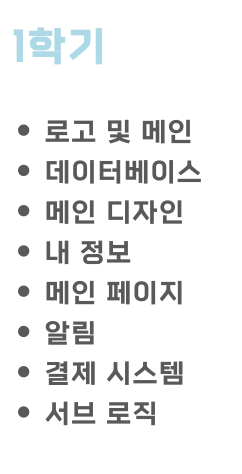 1학기
• 로고 및 메인
• 데이터베이스
• 메인 디자인
• 내 정보
• 메인 페이지
• 알림
• 결제 시스템
• 서브 로직